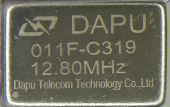 DAPU
011F-C319
12.80MHz
Dapu Telecom Technology Co.,Ltd